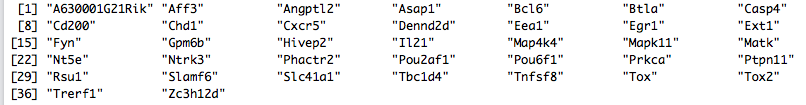 [1] "A630001G21Rik" "Aff3" "Angptl2" "Asap1" "Bcl6" "Btla" "Casp4"
[8] "Cd200" "Chd1" "Cxcr5" "Dennd2d" "Eea1" "Egr1" "Ext1"
[15] "Fyn" "Gpm6b" "Hivep2" "Il21" "Map4k4" "Mapk11" "Matk"
[22] "Nt5e" "Ntrk3" "Phactr2" "Pou2af1" "Pou6f1" "Prkca" "Ptpn11"
[29] "Rsu1" "Slamf6" "Slc41a1" "Tbc1d4" "Tnfsf8" "Tox" "Tox2"
[36] "Trerf1" "Zc3h12d"